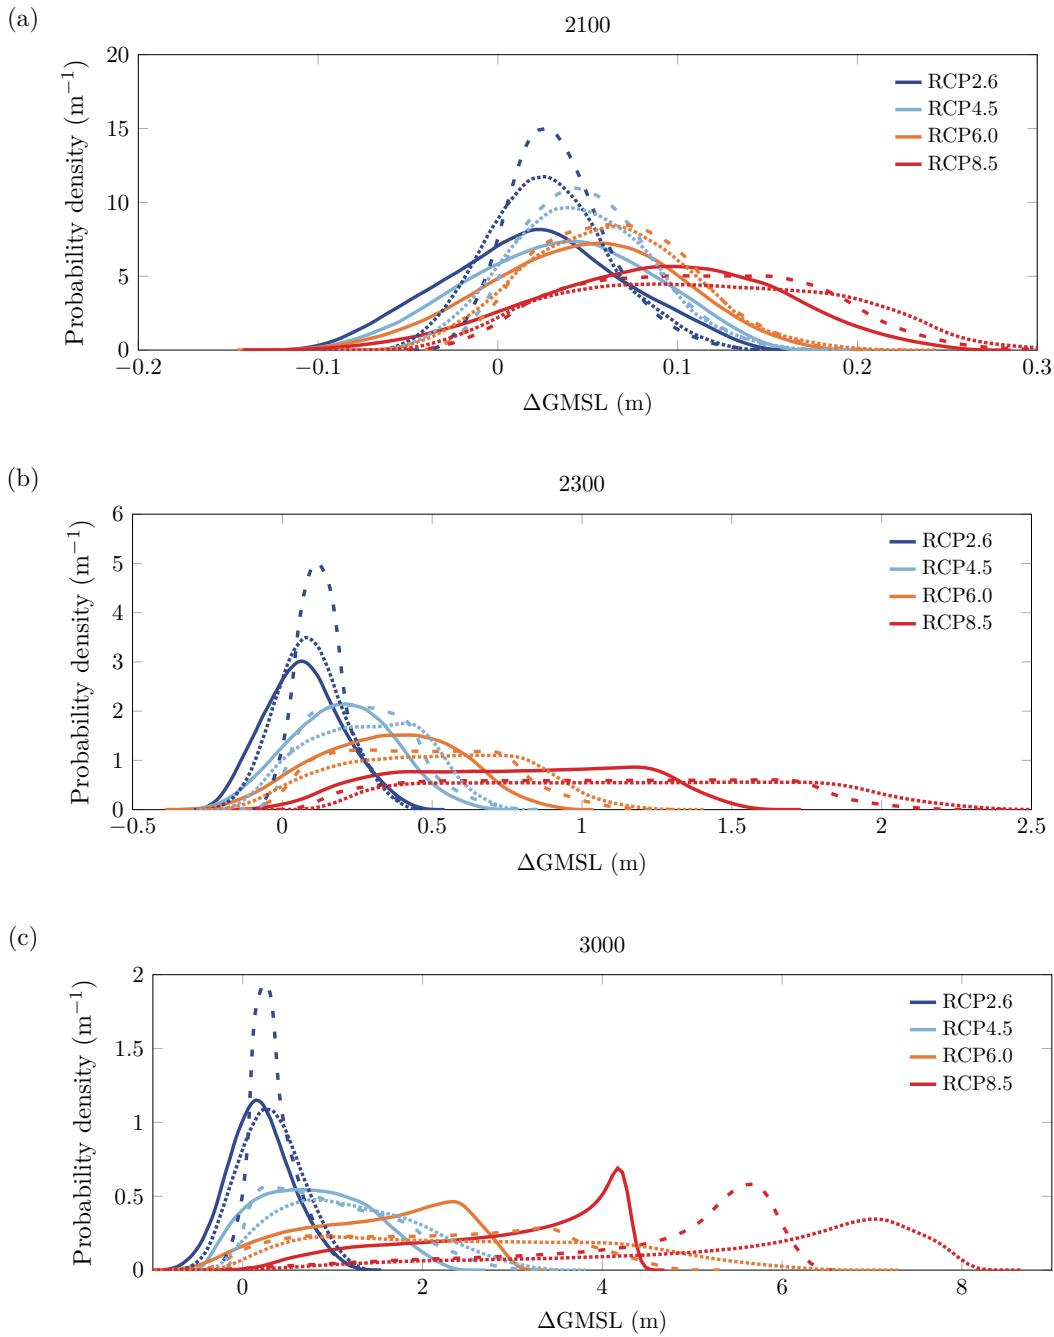 (a)
2100
Probability density (m⁻¹)
20
15
10
5
0
−0.2
−0.1
0
0.1
0.2
0.3
RCP2.6
RCP4.5
RCP6.0
RCP8.5
ΔGMSL (m)
(b)
2300
Probability density (m⁻¹)
6
5
4
3
2
1
0
−0.5
0
0.5
1
1.5
2
2.5
RCP2.6
RCP4.5
RCP6.0
RCP8.5
ΔGMSL (m)
(c)
3000
Probability density (m⁻¹)
2
1.5
1
0.5
0
0
2
4
6
8
RCP2.6
RCP4.5
RCP6.0
RCP8.5
ΔGMSL (m)